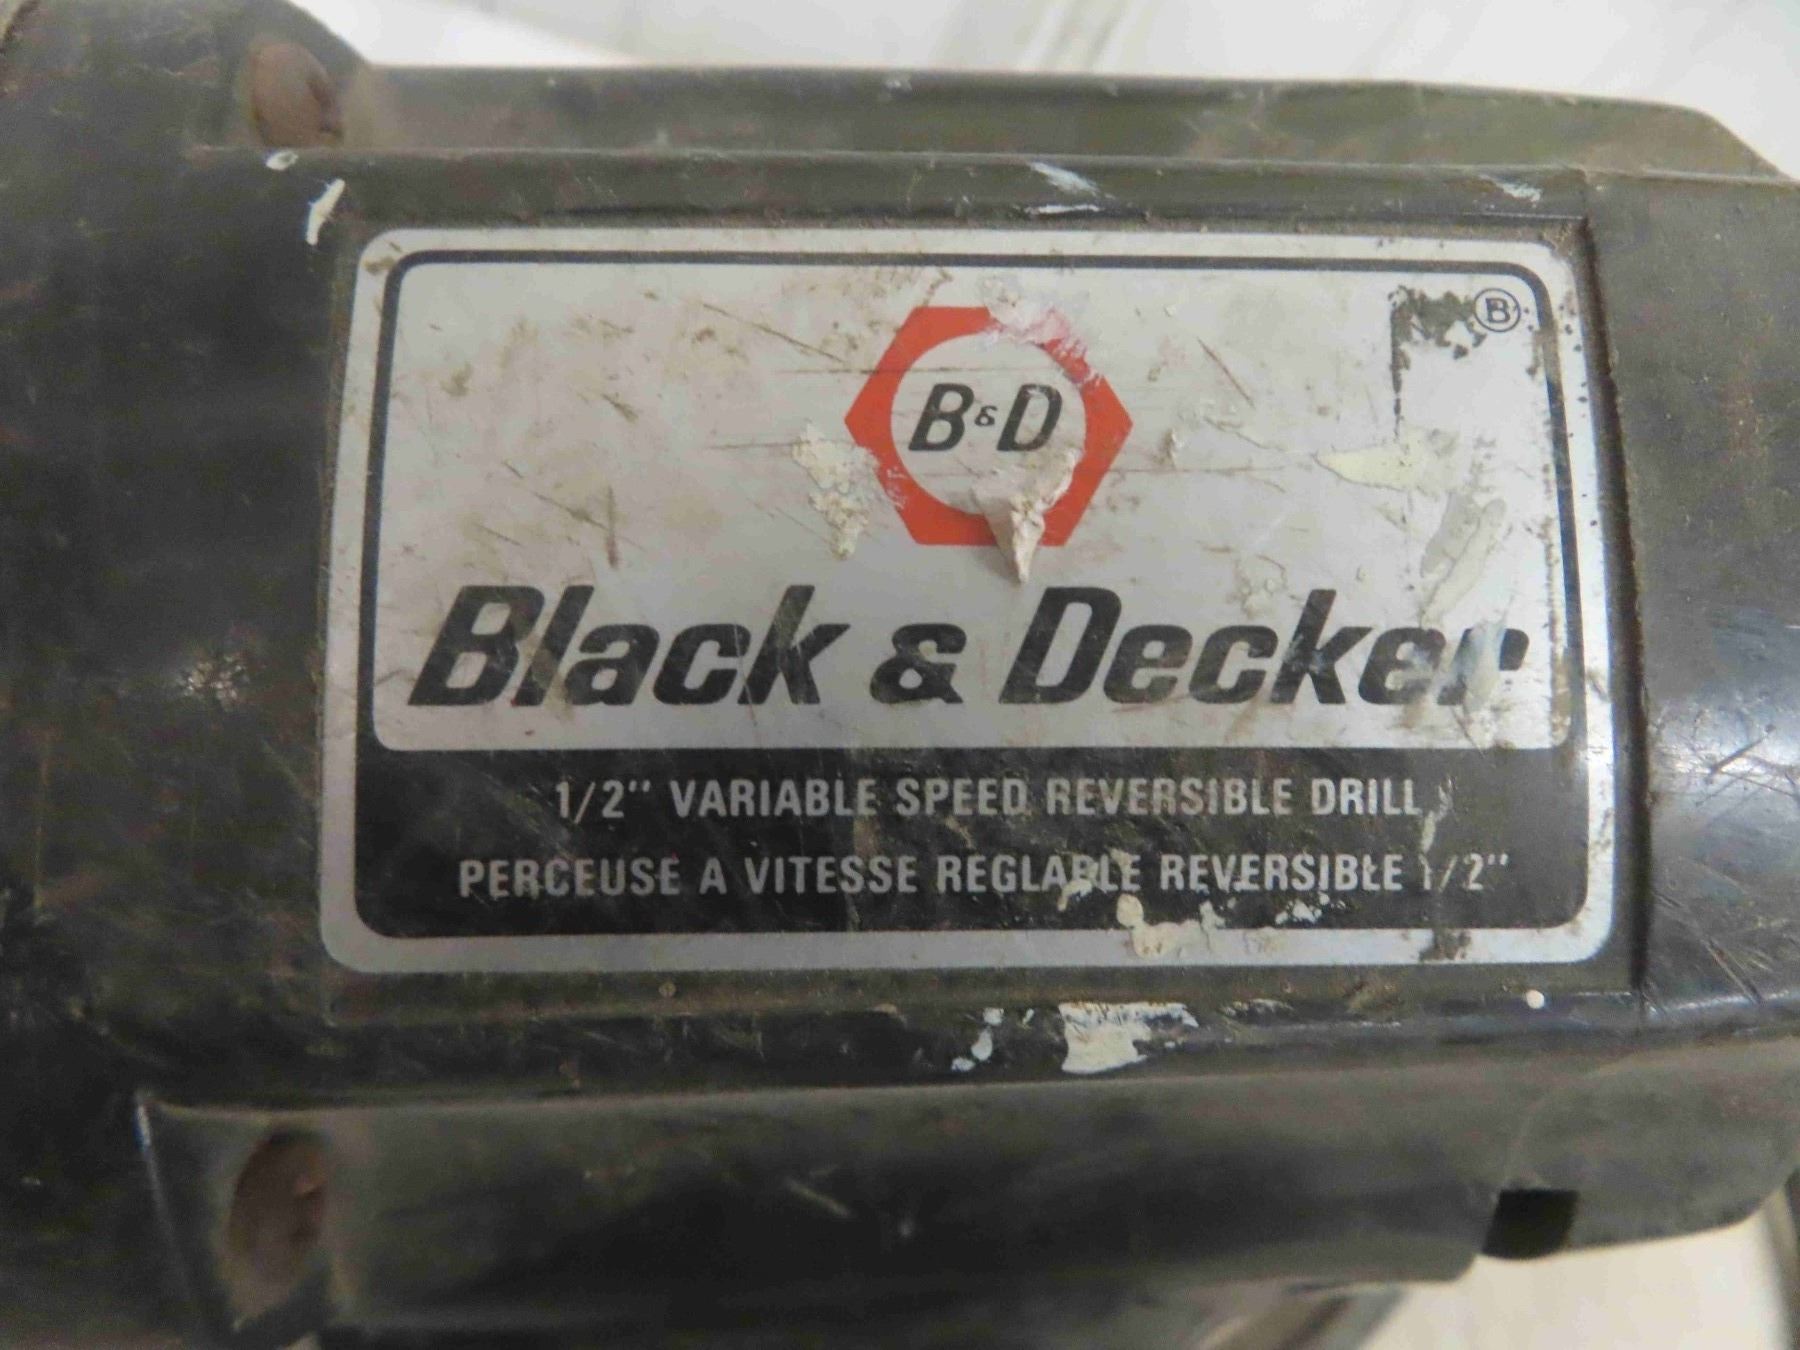 ®
B&D
Black & Decker
1/2" VARIABLE SPEED REVERSIBLE DRILL
PERCEUSE A VITESSE REGLABLE REVERSIBLE 1/2"